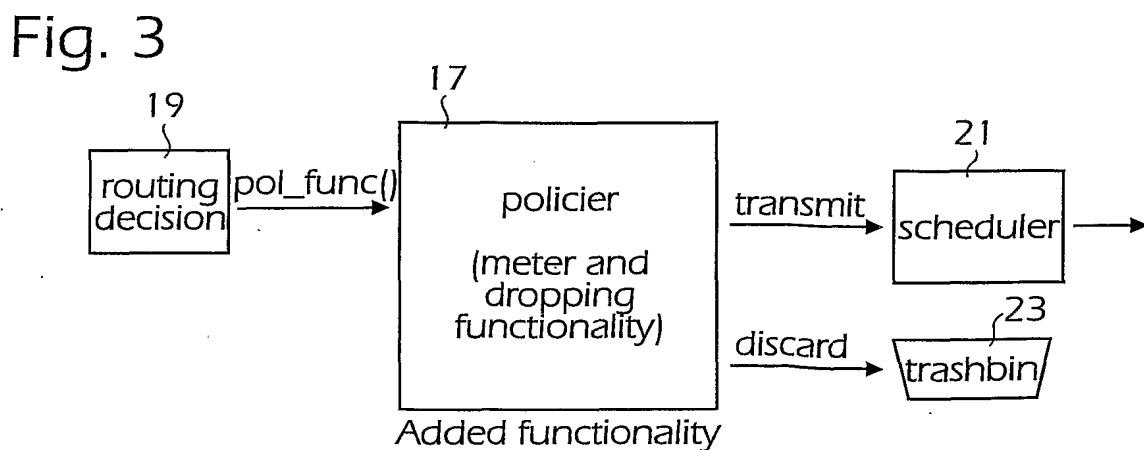 Fig. 3
19
routing
decision
pol_func()
17
policier
(meter and
dropping
functionality)
Added functionality
transmit
21
scheduler
discard
23
trashbin